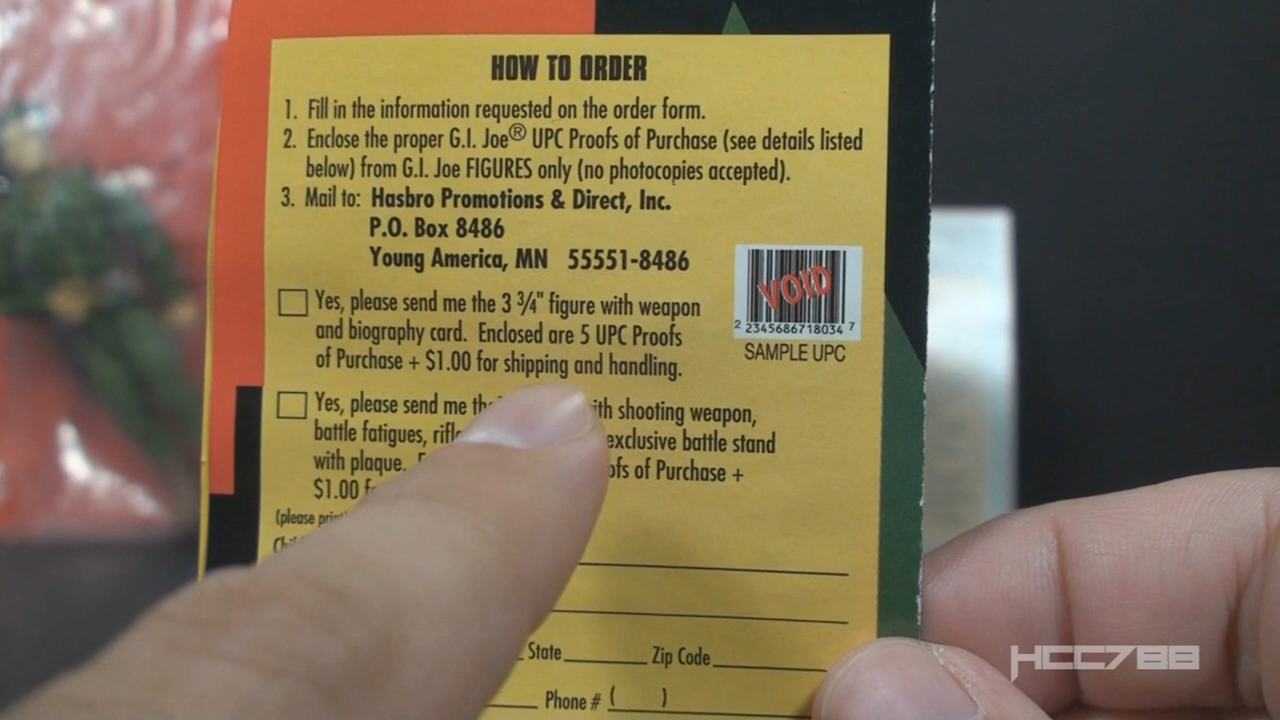 HOW TO ORDER
1. Fill in the information requested on the order form.
2. Enclose the proper G.I. Joe® UPC Proofs of Purchase (see details listed
below) from G.I. Joe FIGURES only (no photocopies accepted).
3. Mail to: Hasbro Promotions & Direct, Inc.
P.O. Box 8486
Young America, MN 55551-8486
Yes, please send me the 3 3/4" figure with weapon
and biography card. Enclosed are 5 UPC Proofs
of Purchase + $1.00 for shipping and handling.
VOID
2 2345686718034 7
SAMPLE UPC
Yes, please send me with shooting weapon,
battle fatigues, exclusive battle stand
with plaque. Purchase +
$1.00
(please
State Zip Code
Phone # ( )
HCC788